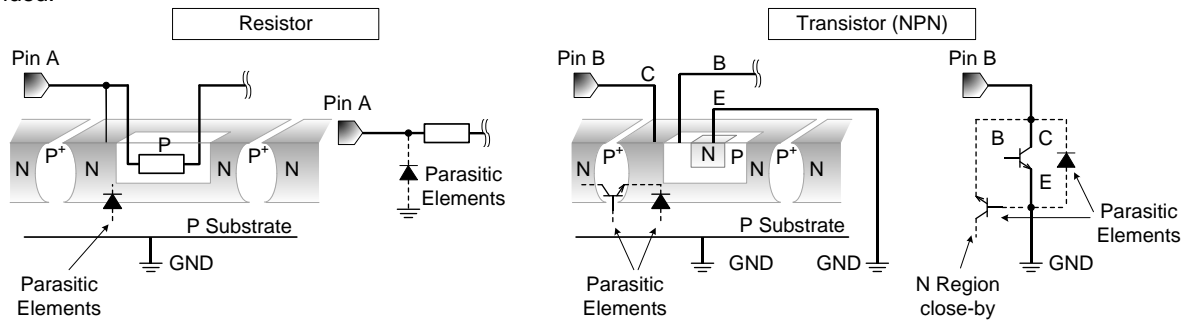 Resistor
Pin A
N
P+
N
P
P+
N
N
Parasitic
Elements
P Substrate
GND
Pin A
Parasitic
Elements
Transistor (NPN)
Pin B
C
B
E
N
P+
N
N
P
P+
N
N
P Substrate
GND
GND
Parasitic
Elements
Pin B
B
C
E
Parasitic
Elements
GND
N Region
close-by